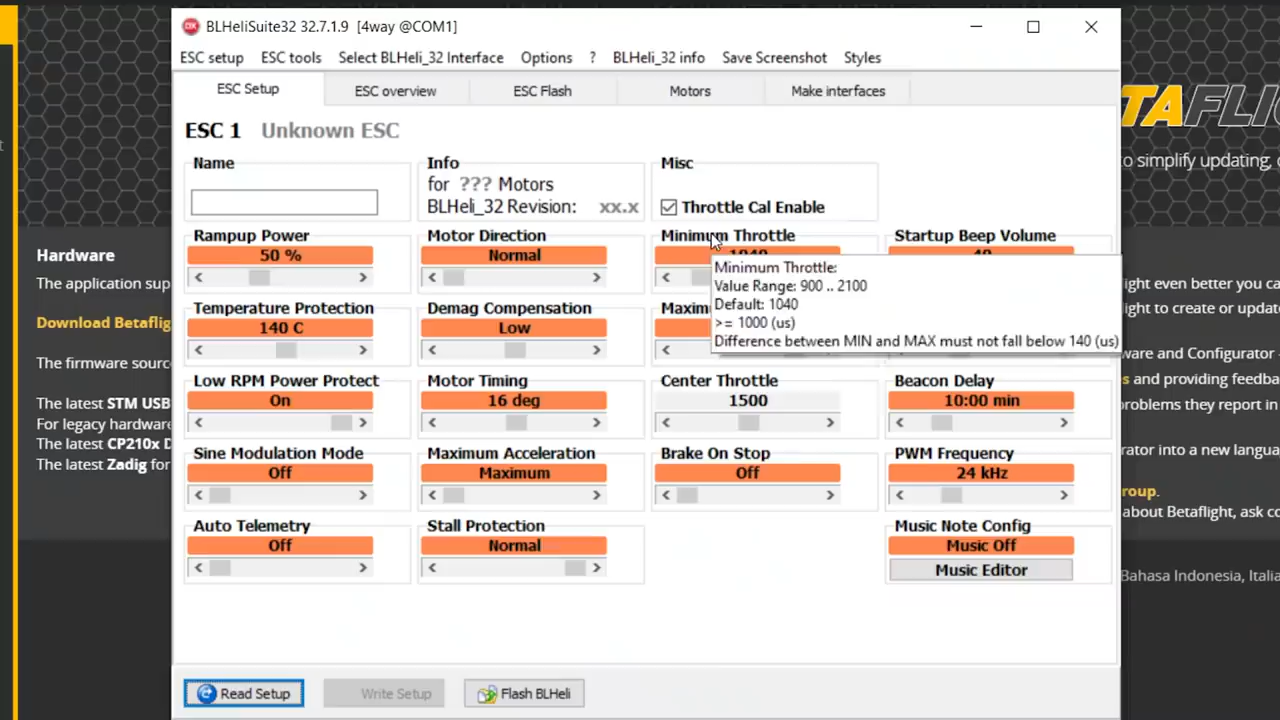 BLHeliSuite32 32.7.1.9 [4way @COM1]
ESC setup ESC tools Select BLHeli_32 Interface Options ? BLHeli_32 info Save Screenshot Styles
ESC Setup ESC overview ESC Flash Motors Make interfaces
ESC 1 Unknown ESC
Name Info Misc
for ??? Motors
BLHeli_32 Revision: xx.x
Throttle Cal Enable
Rampup Power Motor Direction Minimum Throttle Startup Beep Volume
50 % Normal 1040 40
Minimum Throttle:
Value Range: 900 .. 2100
Default: 1040
>= 1000 (us)
Difference between MIN and MAX must not fall below 140 (us)
Temperature Protection Demag Compensation
140 C Low
Low RPM Power Protect Motor Timing Center Throttle Beacon Delay
On 16 deg 1500 10:00 min
Sine Modulation Mode Maximum Acceleration Brake On Stop PWM Frequency
Off Maximum Off 24 kHz
Auto Telemetry Stall Protection Music Note Config
Off Normal Music Off
Music Editor
Read Setup Write Setup Flash BLHeli
Hardware
The application sup
Download Betaflig
The firmware sourc
The latest STM USB
For legacy hardwar
The latest CP210x D
The latest Zadig for
TAFLI
to simplify updating,
light even better you ca
light to create or updat
ware and Configurator
s and providing feedba
problems they report in
rator into a new langua
roup.
about Betaflight, ask co
Bahasa Indonesia, Italia